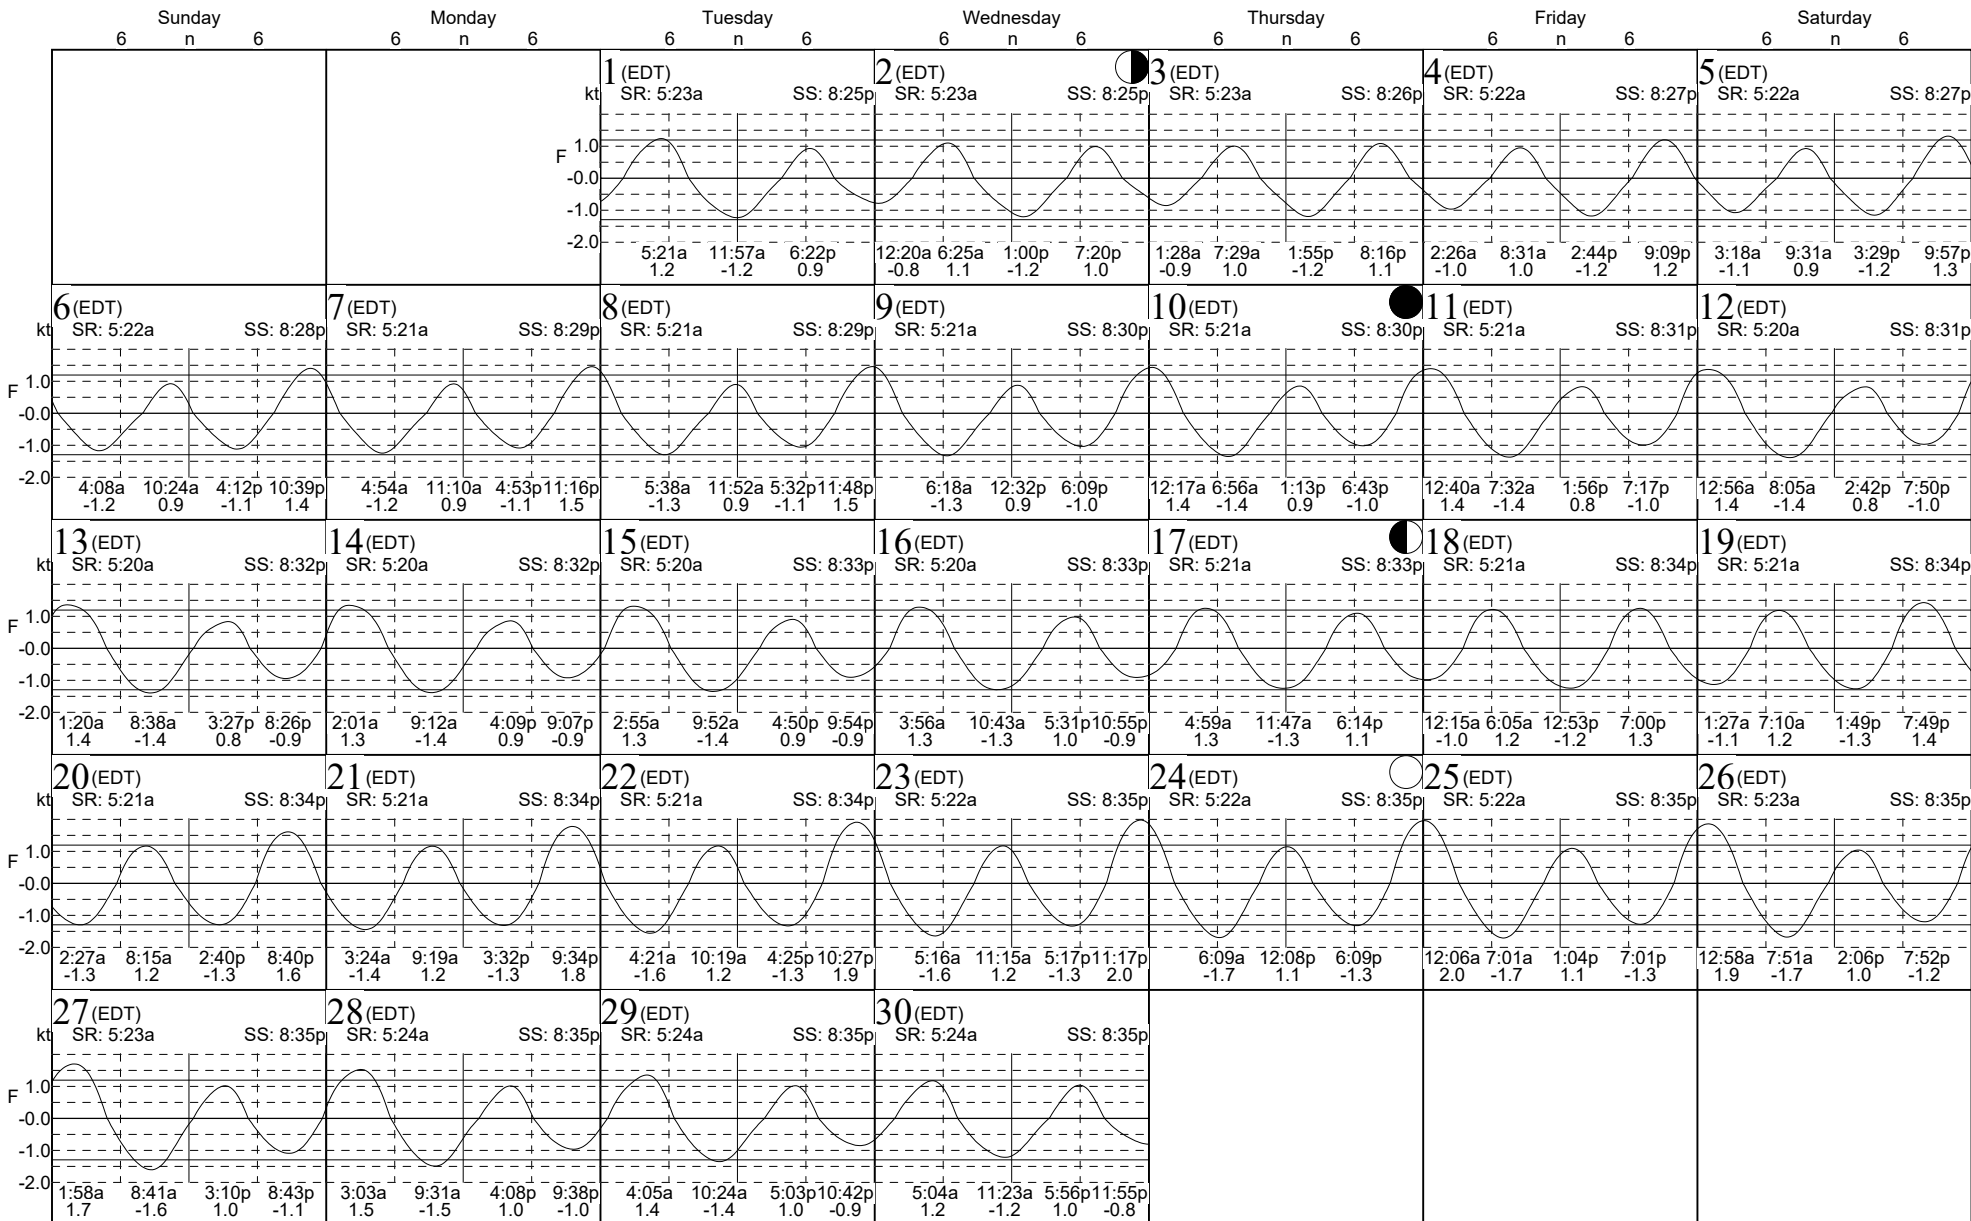 Sunday Monday Tuesday Wednesday Thursday Friday Saturday
6 n 6 6 n 6 6 n 6 6 n 6 6 n 6 6 n 6 6 n 6
1 (EDT) 2 (EDT) 3 (EDT) 4 (EDT) 5 (EDT)
kt SR: 5:23a SS: 8:25p SR: 5:23a SS: 8:25p SR: 5:23a SS: 8:26p SR: 5:22a SS: 8:27p SR: 5:22a SS: 8:27p
1.0
F
-0.0
-1.0
-2.0
5:21a 11:57a 6:22p 12:20a 6:25a 1:00p 7:20p 1:28a 7:29a 1:55p 8:16p 2:26a 8:31a 2:44p 9:09p 3:18a 9:31a 3:29p 9:57p
1.2 -1.2 0.9 -0.8 1.1 -1.2 1.0 -0.9 1.0 -1.2 1.1 -1.0 1.0 -1.2 1.2 -1.1 0.9 -1.2 1.3
6 (EDT) 7 (EDT) 8 (EDT) 9 (EDT) 10 (EDT) 11 (EDT) 12 (EDT)
kt SR: 5:22a SS: 8:28p SR: 5:21a SS: 8:29p SR: 5:21a SS: 8:29p SR: 5:21a SS: 8:30p SR: 5:21a SS: 8:30p SR: 5:21a SS: 8:31p SR: 5:20a SS: 8:31p
1.0
F
-0.0
-1.0
-2.0
4:08a 10:24a 4:12p 10:39p 4:54a 11:10a 4:53p 11:16p 5:38a 11:52a 5:32p 11:48p 6:18a 12:32p 6:09p 12:17a 6:56a 1:13p 6:43p 12:40a 7:32a 1:56p 7:17p 12:56a 8:05a 2:42p 7:50p
-1.2 0.9 -1.1 1.4 -1.2 0.9 -1.1 1.5 -1.3 0.9 -1.1 1.5 -1.3 0.9 -1.0 1.4 -1.4 0.9 -1.0 1.4 -1.4 0.8 -1.0 1.4 -1.4 0.8 -1.0
13 (EDT) 14 (EDT) 15 (EDT) 16 (EDT) 17 (EDT) 18 (EDT) 19 (EDT)
kt SR: 5:20a SS: 8:32p SR: 5:20a SS: 8:32p SR: 5:20a SS: 8:33p SR: 5:20a SS: 8:33p SR: 5:21a SS: 8:33p SR: 5:21a SS: 8:34p SR: 5:21a SS: 8:34p
1.0
F
-0.0
-1.0
-2.0
1:20a 8:38a 3:27p 8:26p 2:01a 9:12a 4:09p 9:07p 2:55a 9:52a 4:50p 9:54p 3:56a 10:43a 5:31p 10:55p 4:59a 11:47a 6:14p 12:15a 6:05a 12:53p 7:00p 1:27a 7:10a 1:49p 7:49p
1.4 -1.4 0.8 -0.9 1.3 -1.4 0.9 -0.9 1.3 -1.4 0.9 -0.9 1.3 -1.3 1.0 -0.9 1.3 -1.3 1.1 -1.0 1.2 -1.2 1.3 -1.1 1.2 -1.3 1.4
20 (EDT) 21 (EDT) 22 (EDT) 23 (EDT) 24 (EDT) 25 (EDT) 26 (EDT)
kt SR: 5:21a SS: 8:34p SR: 5:21a SS: 8:34p SR: 5:21a SS: 8:34p SR: 5:22a SS: 8:35p SR: 5:22a SS: 8:35p SR: 5:22a SS: 8:35p SR: 5:23a SS: 8:35p
1.0
F
-0.0
-1.0
-2.0
2:27a 8:15a 2:40p 8:40p 3:24a 9:19a 3:32p 9:34p 4:21a 10:19a 4:25p 10:27p 5:16a 11:15a 5:17p 11:17p 6:09a 12:08p 6:09p 12:06a 7:01a 1:04p 7:01p 12:58a 7:51a 2:06p 7:52p
-1.3 1.2 -1.3 1.6 -1.4 1.2 -1.3 1.8 -1.6 1.2 -1.3 1.9 -1.6 1.2 -1.3 2.0 -1.7 1.1 -1.3 2.0 -1.7 1.1 -1.3 1.9 -1.7 1.0 -1.2
27 (EDT) 28 (EDT) 29 (EDT) 30 (EDT)
kt SR: 5:23a SS: 8:35p SR: 5:24a SS: 8:35p SR: 5:24a SS: 8:35p SR: 5:24a SS: 8:35p
1.0
F
-0.0
-1.0
-2.0
1:58a 8:41a 3:10p 8:43p 3:03a 9:31a 4:08p 9:38p 4:05a 10:24a 5:03p 10:42p 5:04a 11:23a 5:56p 11:55p
1.7 -1.6 1.0 -1.1 1.5 -1.5 1.0 -1.0 1.4 -1.4 1.0 -0.9 1.2 -1.2 1.0 -0.8